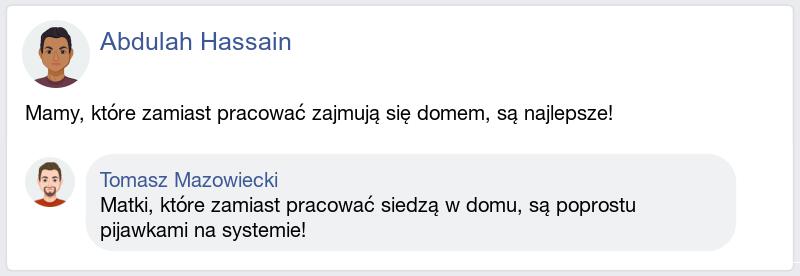 Abdulah Hassain
Mamy, które zamiast pracować zajmują się domem, są najlepsze!
Tomasz Mazowiecki
Matki, które zamiast pracować siedzą w domu, są poprostu
pijawkami na systemie!